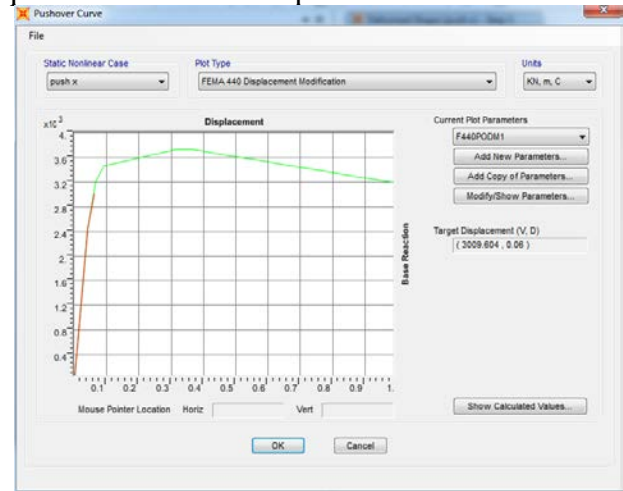 Pushover Curve
File
Static Nonlinear Case
push x
Plot Type
FEMA 440 Displacement Modification
Units
KN, m, C
x10 3
Displacement
4.
3.6
3.2
2.8
2.4
2.
1.6
1.2
0.8
0.4
0.1 0.2 0.3 0.4 0.5 0.6 0.7 0.8 0.9 1.
Base Reaction
Current Plot Parameters
F440PODM1
Add New Parameters...
Add Copy of Parameters...
Modify/Show Parameters...
Target Displacement (V, D)
( 3009.604 , 0.06 )
Mouse Pointer Location Horiz Vert
Show Calculated Values...
OK Cancel